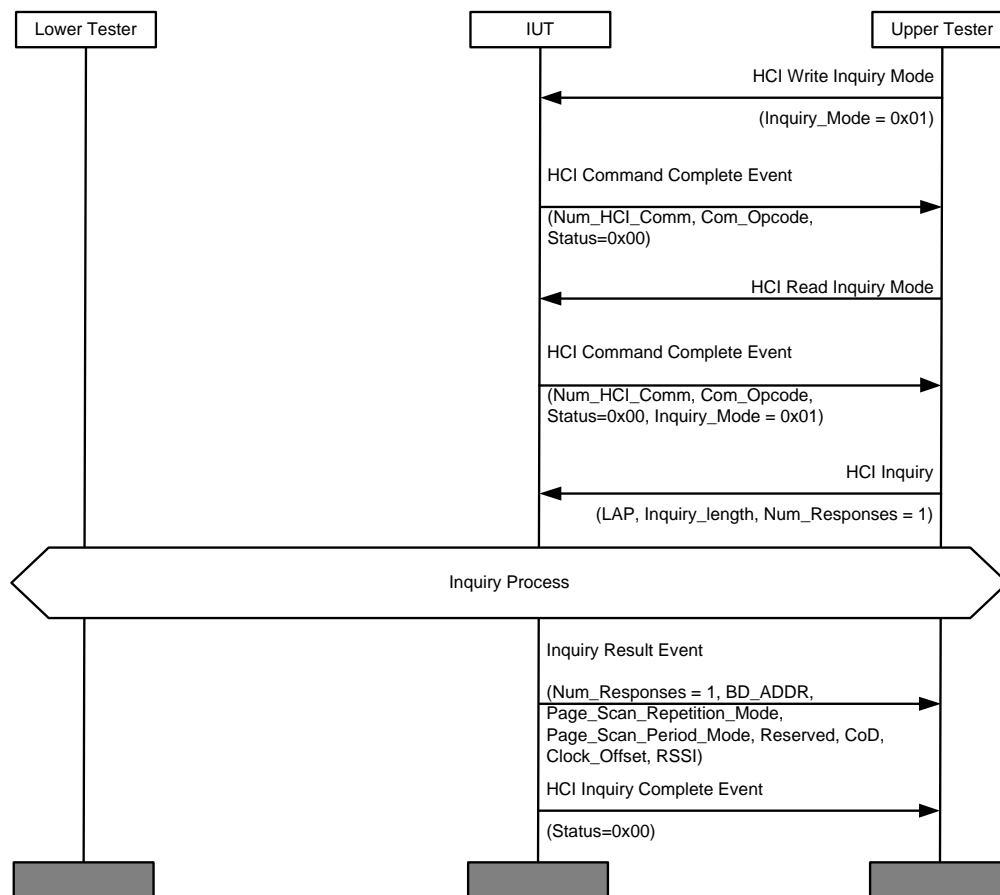 Lower Tester
IUT
Upper Tester
HCI Write Inquiry Mode
(Inquiry_Mode = 0x01)
HCI Command Complete Event
(Num_HCI_Comm, Com_Opcode,
Status=0x00)
HCI Read Inquiry Mode
HCI Command Complete Event
(Num_HCI_Comm, Com_Opcode,
Status=0x00, Inquiry_Mode = 0x01)
HCI Inquiry
(LAP, Inquiry_length, Num_Responses = 1)
Inquiry Process
Inquiry Result Event
(Num_Responses = 1, BD_ADDR,
Page_Scan_Repetition_Mode,
Page_Scan_Period_Mode, Reserved, CoD,
Clock_Offset, RSSI)
HCI Inquiry Complete Event
(Status=0x00)